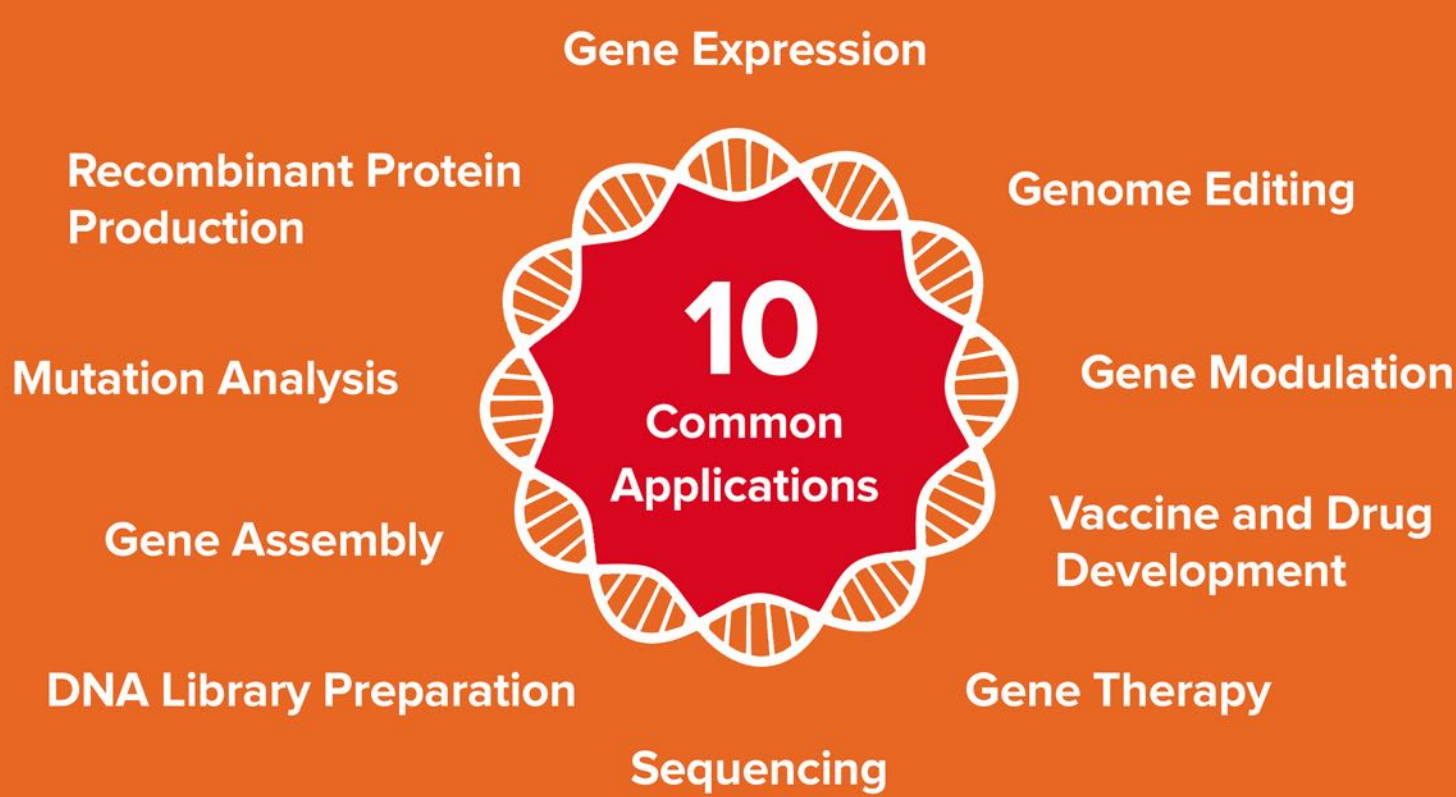 Gene Expression
Recombinant Protein
Production
Genome Editing
10
Common
Applications
Mutation Analysis
Gene Modulation
Gene Assembly
Vaccine and Drug
Development
DNA Library Preparation
Gene Therapy
Sequencing